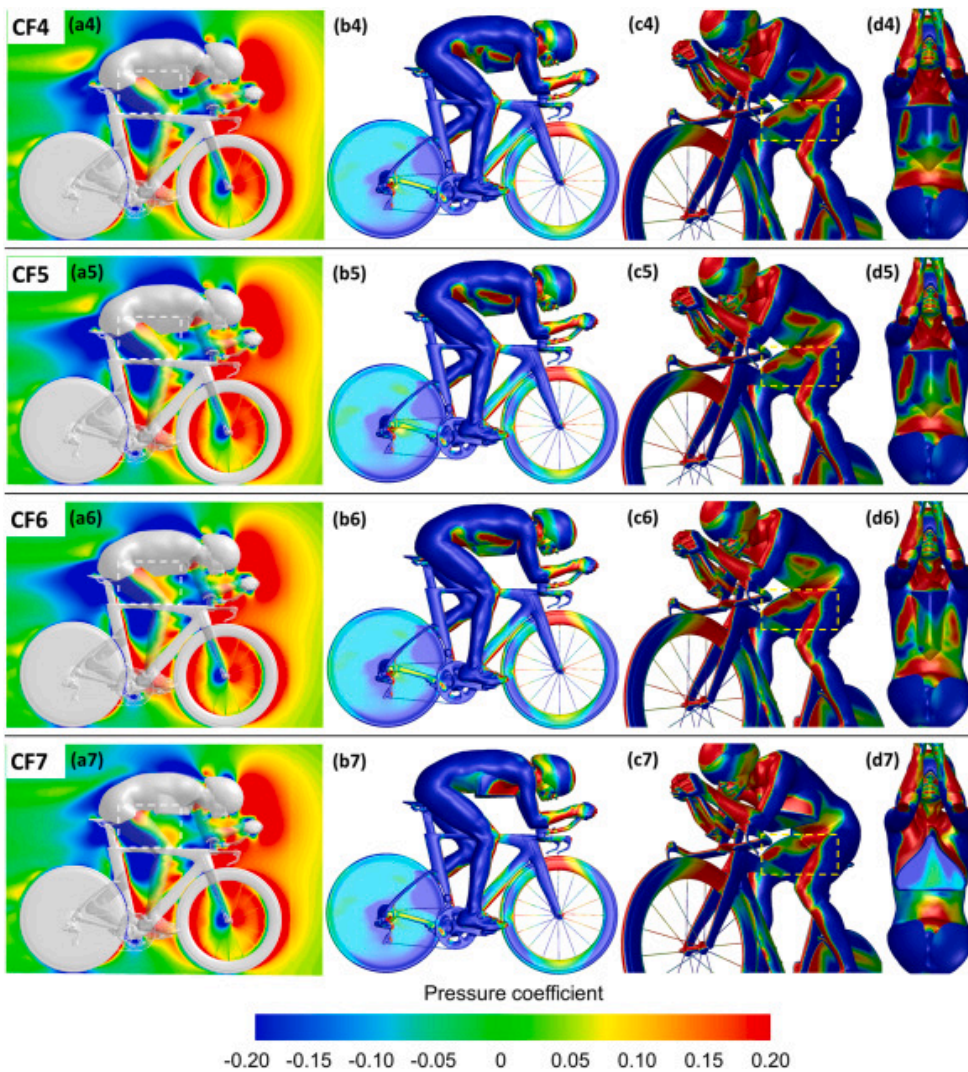 CF4 (a4) (b4) (c4) (d4)
CF5 (a5) (b5) (c5) (d5)
CF6 (a6) (b6) (c6) (d6)
CF7 (a7) (b7) (c7) (d7)
Pressure coefficient
-0.20 -0.15 -0.10 -0.05 0 0.05 0.10 0.15 0.20